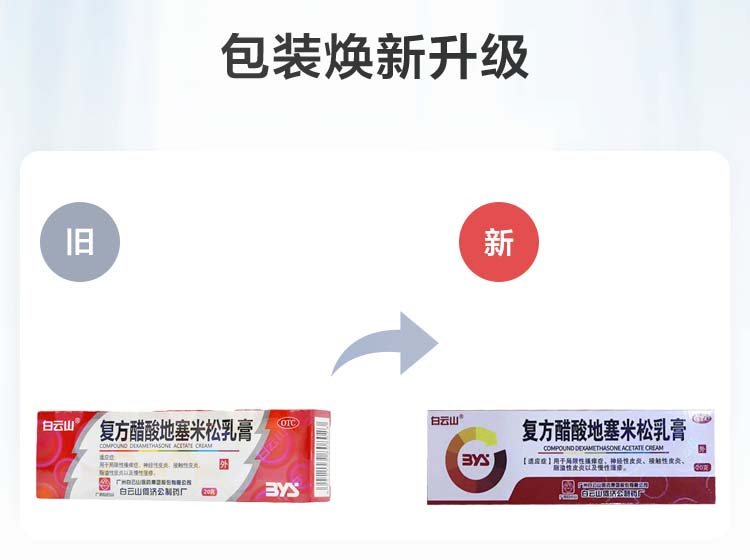 包装焕新升级
旧
新
白云山®
复方醋酸地塞米松乳膏
COMPOUND DEXAMETHASONE ACETATE CREAM
OTC
适应症:
用于局限性瘙痒症、神经性皮炎、接触性皮炎、
脂溢性皮炎以及慢性湿疹。
外
广州白云山医药集团股份有限公司
白云山何济公制药厂
20克
BYS
白云山®
复方醋酸地塞米松乳膏
COMPOUND DEXAMETHASONE ACETATE CREAM
OTC
外
BYS
【适应症】用于局限性瘙痒症、神经性皮炎、接触性皮炎、
脂溢性皮炎以及慢性湿疹。
广州白云山医药集团股份有限公司
白云山何济公制药厂
20克